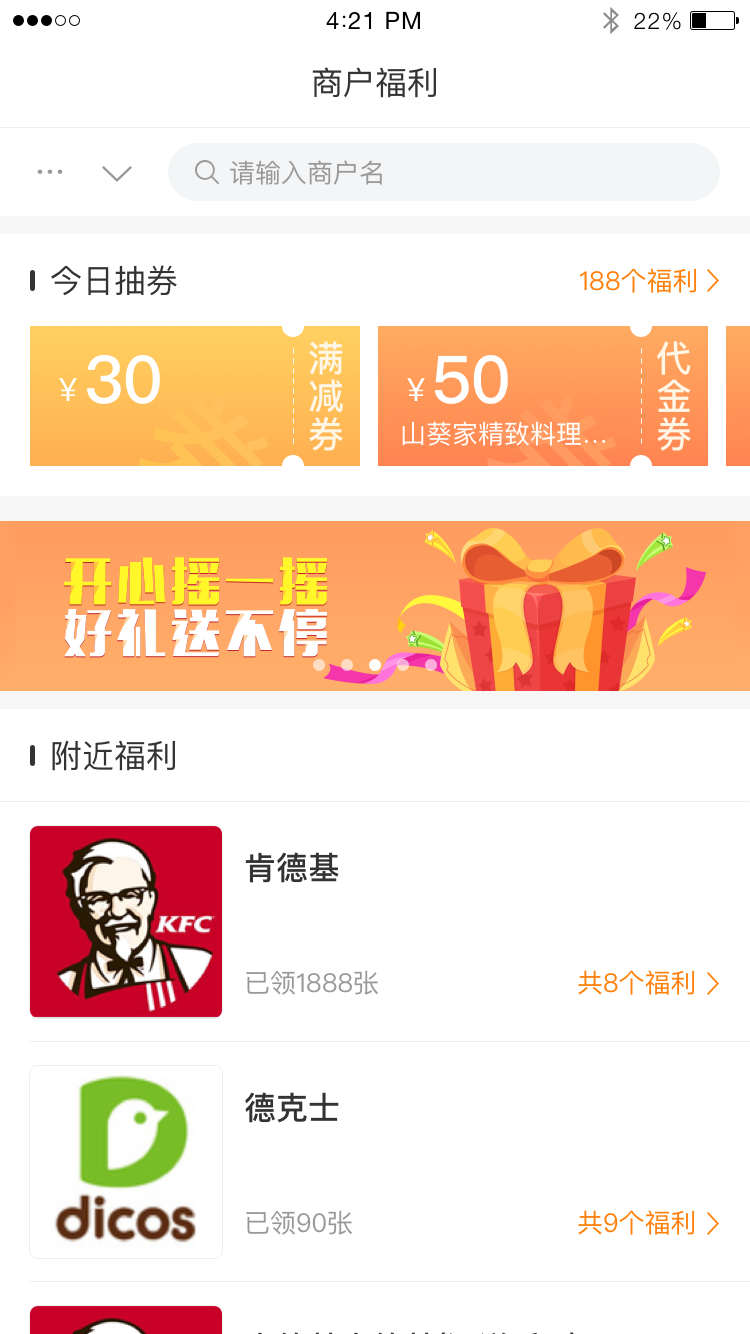 4:21 PM
22%
商户福利
请输入商户名
今日抽券
188个福利
¥30
满减券
¥50
山葵家精致料理...
代金券
开心摇一摇
好礼送不停
附近福利
KFC
肯德基
已领1888张
共8个福利
dicos
德克士
已领90张
共9个福利